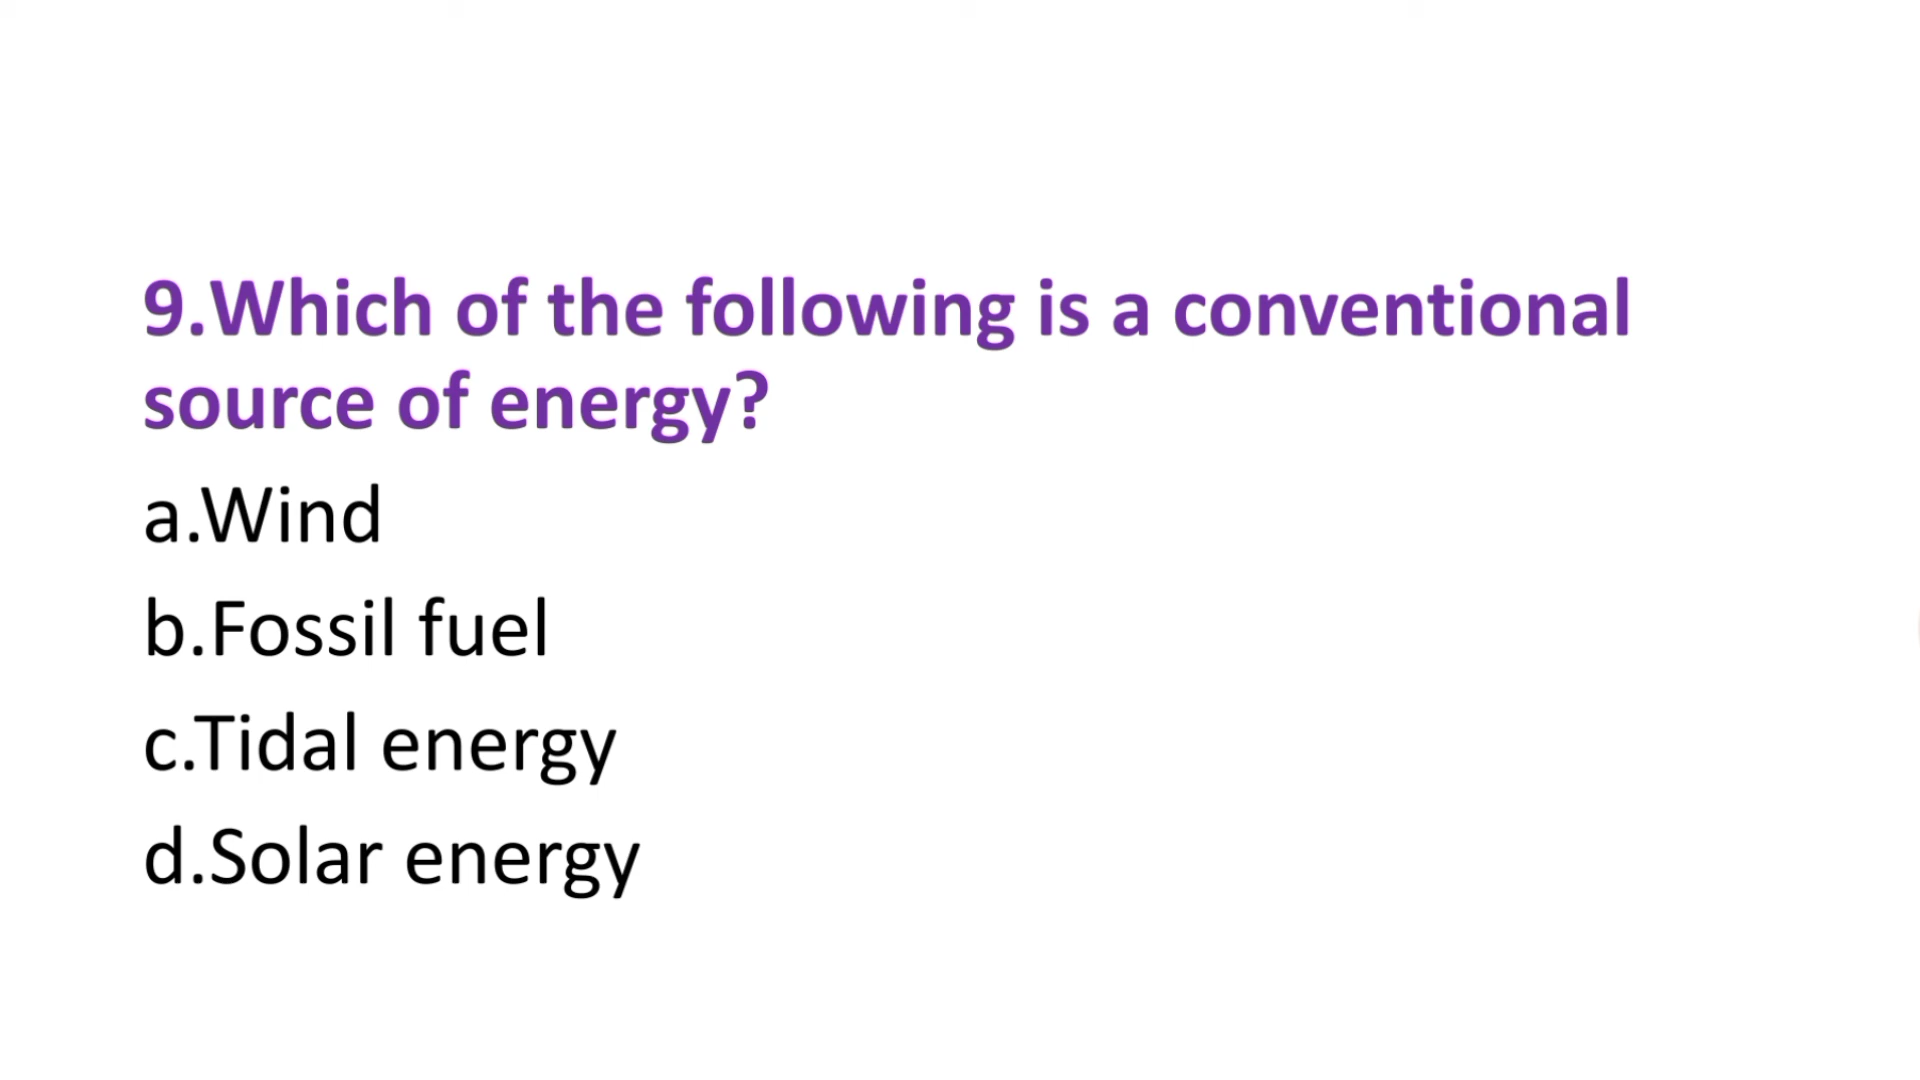 9.Which of the following is a conventional
source of energy?
a.Wind
b.Fossil fuel
c.Tidal energy
d.Solar energy